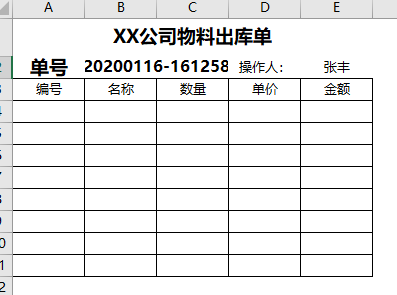 A B C D E
XX公司物料出库单
单号 20200116-161258 操作人: 张丰
编号 名称 数量 单价 金额